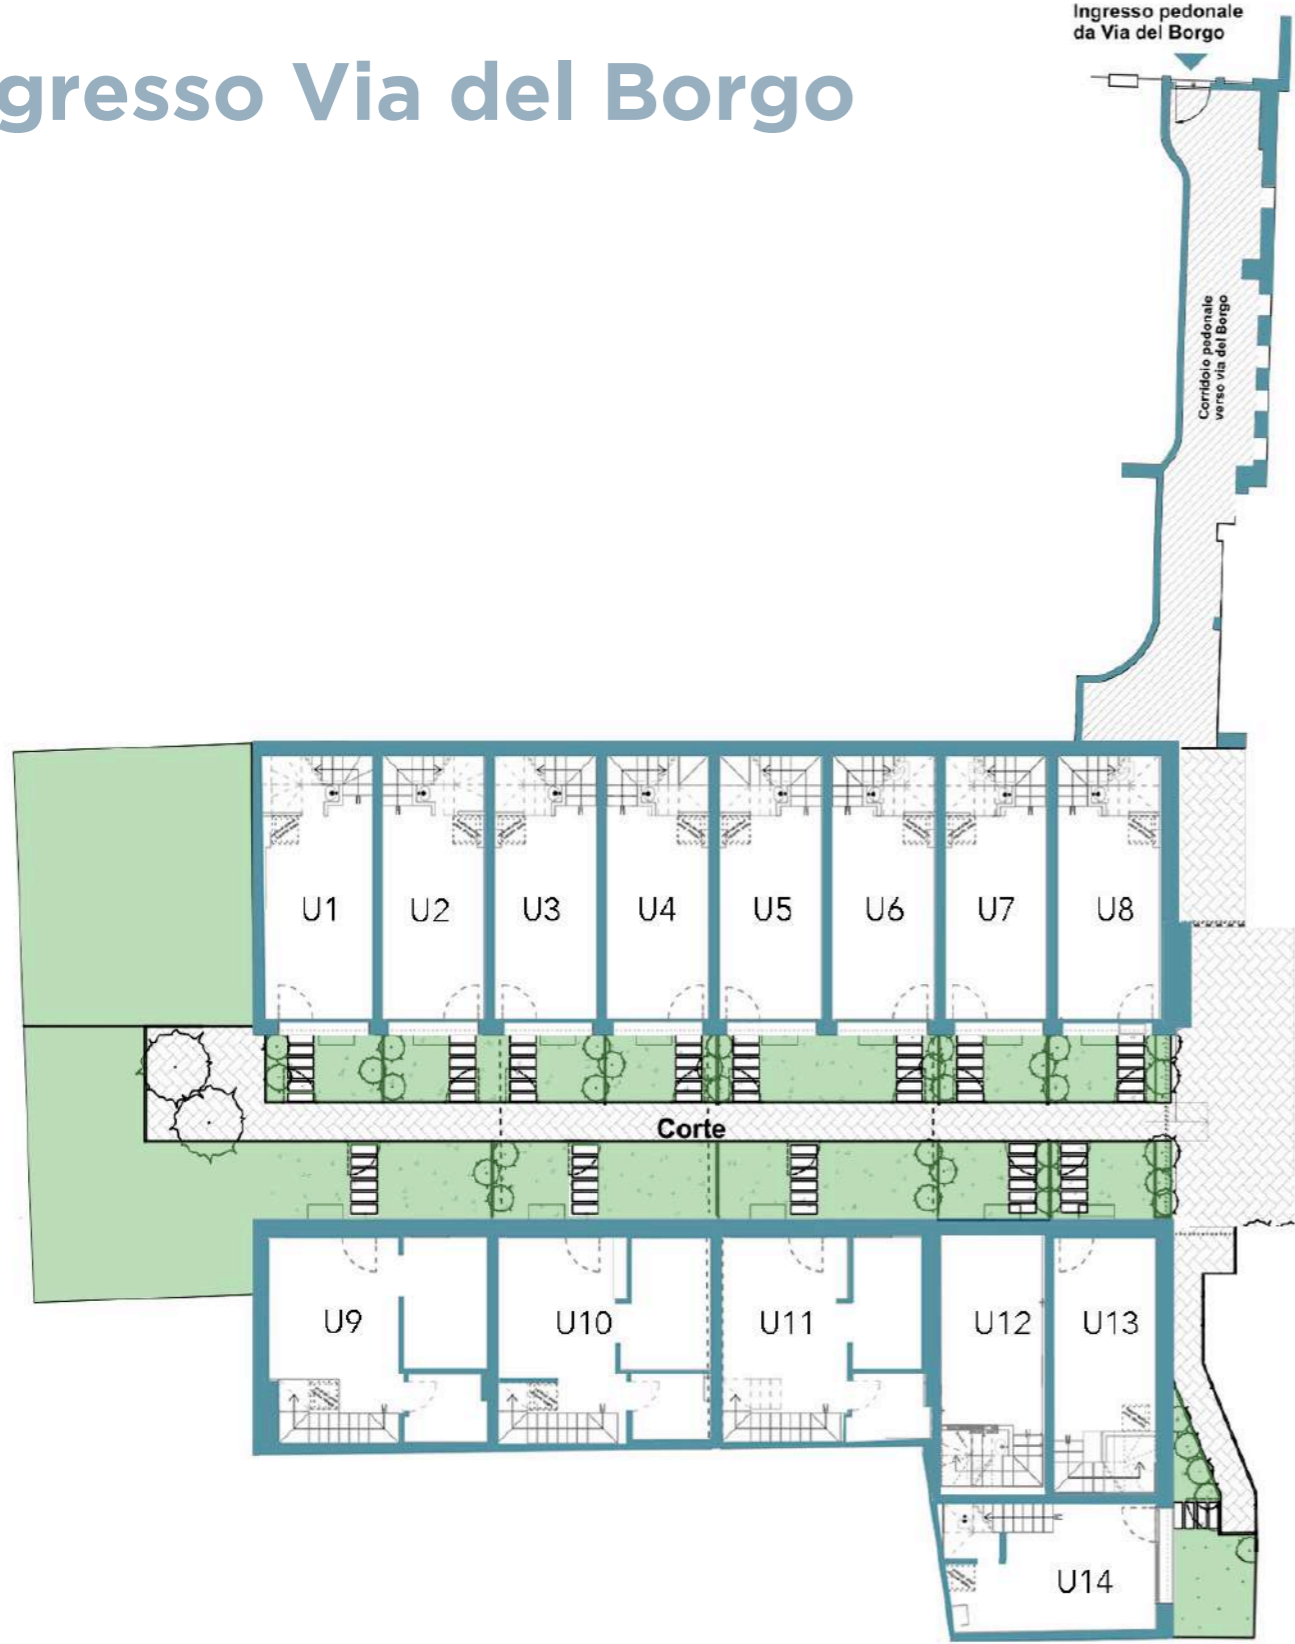 Ingresso pedonale
da Via del Borgo
gresso Via del Borgo
Corridoio pedonale
verso via del Borgo
U1 U2 U3 U4 U5 U6 U7 U8
Corte
U9 U10 U11 U12 U13
U14